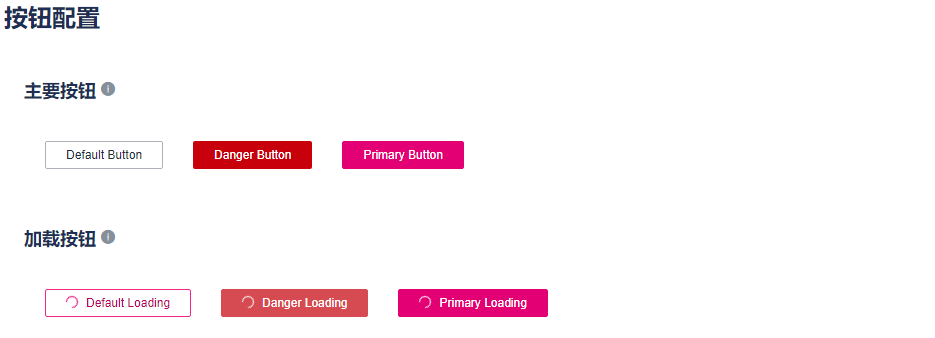 按钮配置
主要按钮
Default Button Danger Button Primary Button
加载按钮
Default Loading Danger Loading Primary Loading